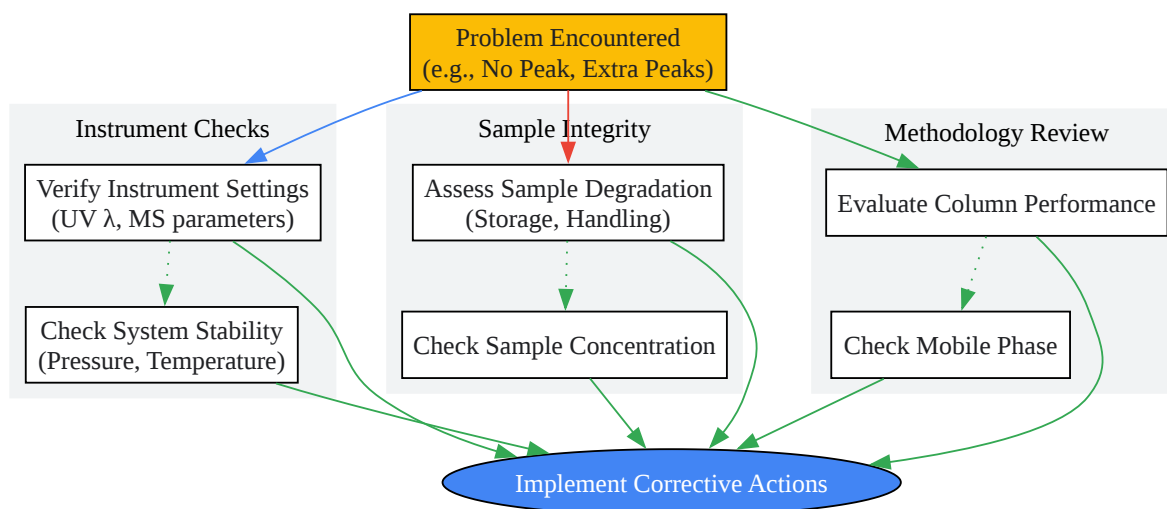 Problem Encountered
(e.g., No Peak, Extra Peaks)
Instrument Checks
Sample Integrity
Methodology Review
Verify Instrument Settings
(UV λ, MS parameters)
Assess Sample Degradation
(Storage, Handling)
Evaluate Column Performance
Check System Stability
(Pressure, Temperature)
Check Sample Concentration
Check Mobile Phase
Implement Corrective Actions